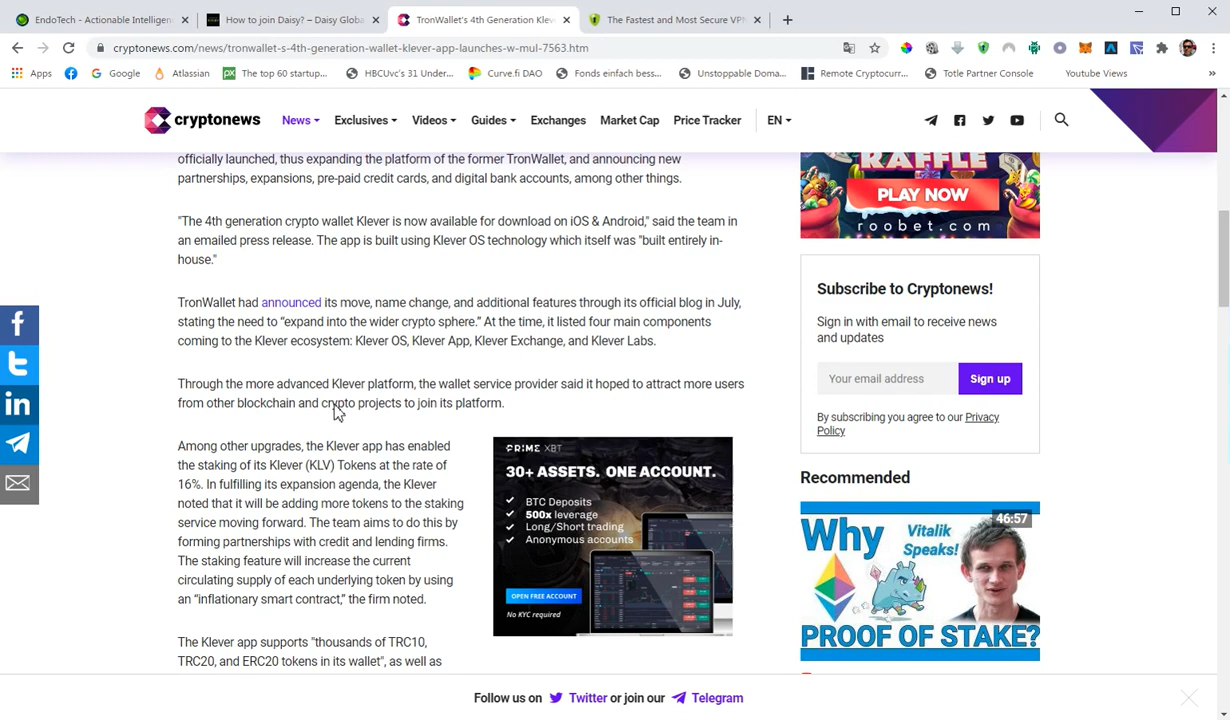 EndoTech - Actionable Intelligen
How to join Daisy? – Daisy Globa
TronWallet's 4th Generation Klev
The Fastest and Most Secure VPN
cryptonews.com/news/tronwallet-s-4th-generation-wallet-klever-app-launches-w-mul-7563.htm
Apps
Google
Atlassian
The top 60 startup...
HBCUvc's 31 Under...
Curve.fi DAO
Fonds einfach bess...
Unstoppable Doma...
Remote Cryptocurr...
Totle Partner Console
Youtube Views
cryptonews
News
Exclusives
Videos
Guides
Exchanges
Market Cap
Price Tracker
EN
officially launched, thus expanding the platform of the former TronWallet, and announcing new
partnerships, expansions, pre-paid credit cards, and digital bank accounts, among other things.
"The 4th generation crypto wallet Klever is now available for download on iOS & Android," said the team in
an emailed press release. The app is built using Klever OS technology which itself was "built entirely in-
house."
TronWallet had announced its move, name change, and additional features through its official blog in July,
stating the need to “expand into the wider crypto sphere.” At the time, it listed four main components
coming to the Klever ecosystem: Klever OS, Klever App, Klever Exchange, and Klever Labs.
Through the more advanced Klever platform, the wallet service provider said it hoped to attract more users
from other blockchain and crypto projects to join its platform.
Among other upgrades, the Klever app has enabled
the staking of its Klever (KLV) Tokens at the rate of
16%. In fulfilling its expansion agenda, the Klever
noted that it will be adding more tokens to the staking
service moving forward. The team aims to do this by
forming partnerships with credit and lending firms.
The staking feature will increase the current
circulating supply of each underlying token by using
an “inflationary smart contract,” the firm noted.
The Klever app supports "thousands of TRC10,
TRC20, and ERC20 tokens in its wallet", as well as
PRIME XBT
30+ ASSETS. ONE ACCOUNT.
BTC Deposits
500x leverage
Long/Short trading
Anonymous accounts
OPEN FREE ACCOUNT
No KYC required
RAFFLE
PLAY NOW
roobet.com
Subscribe to Cryptonews!
Sign in with email to receive news
and updates
Your email address
Sign up
By subscribing you agree to our Privacy
Policy
Recommended
46:57
Why
Vitalik
Speaks!
PROOF OF STAKE?
Follow us on Twitter or join our Telegram